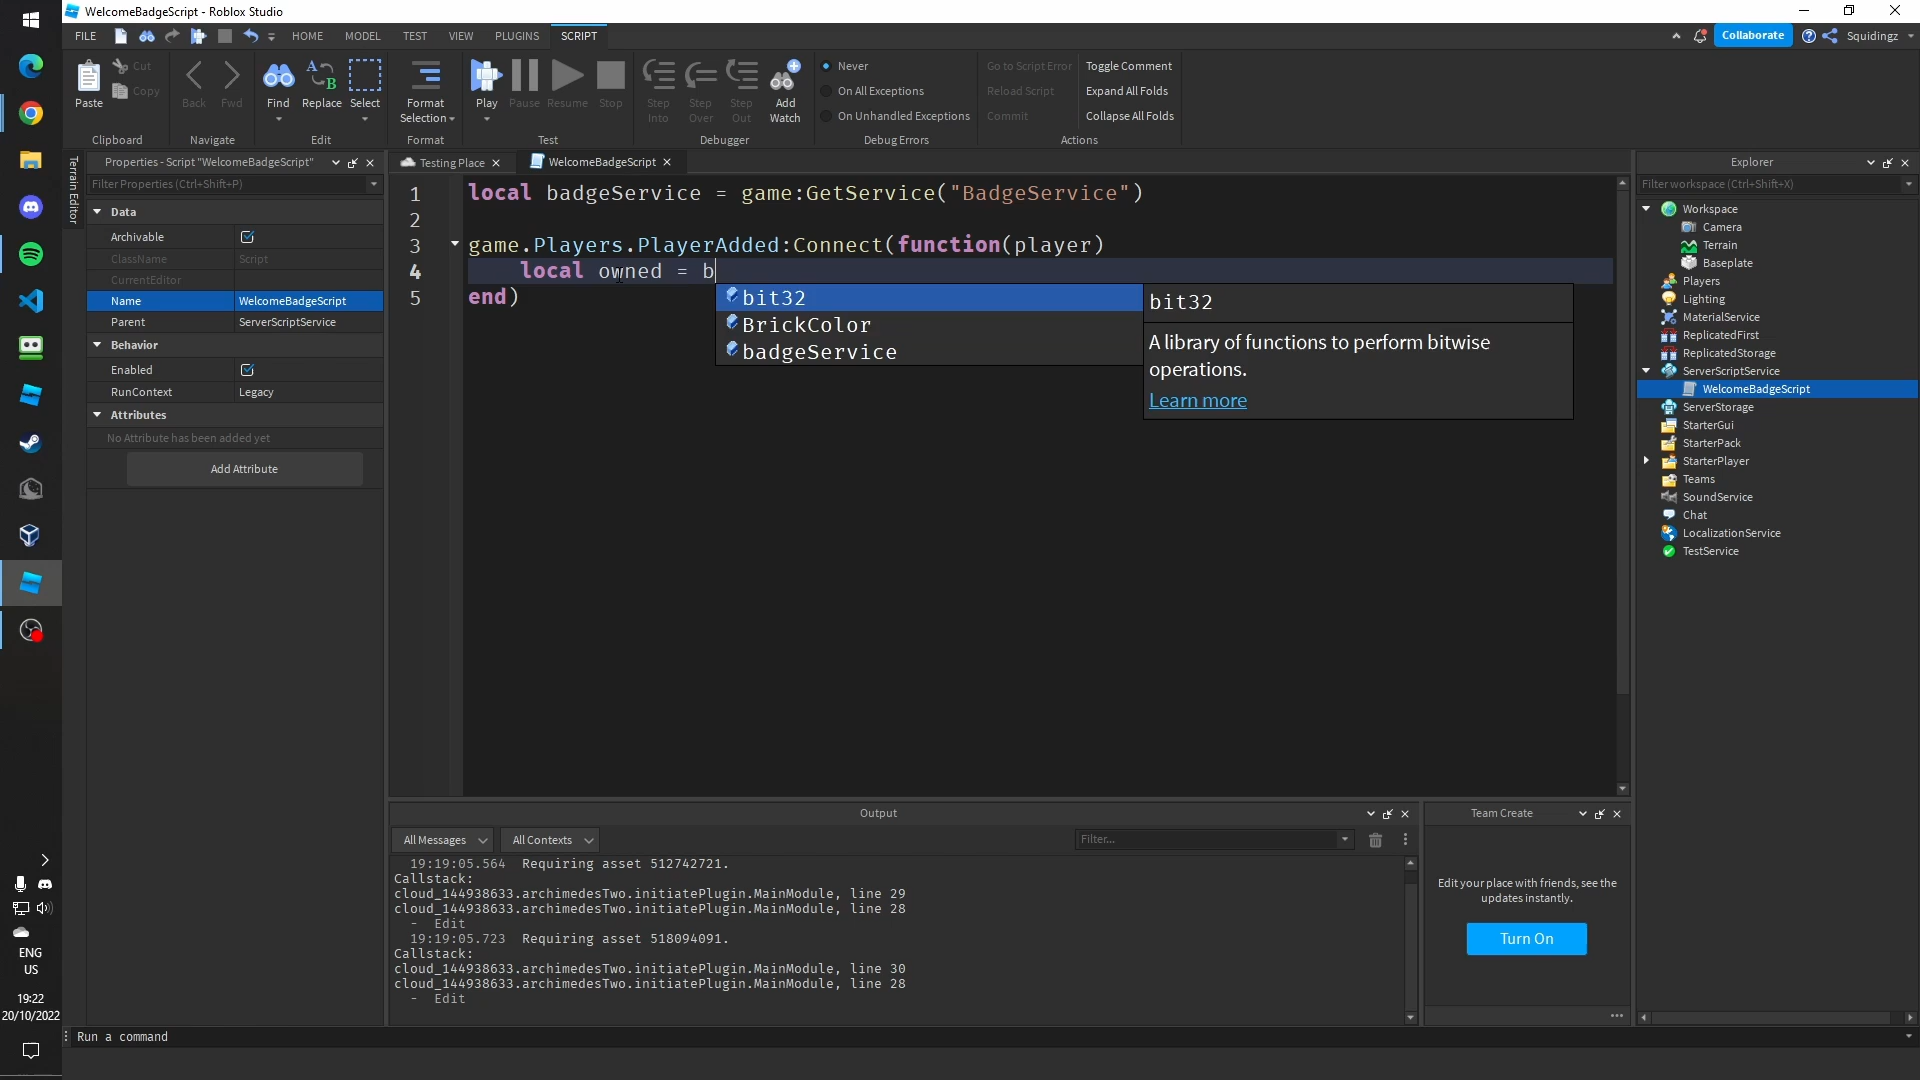 WelcomeBadgeScript - Roblox Studio
FILE HOME MODEL TEST VIEW PLUGINS SCRIPT Collaborate Squidingz
Paste Cut Copy Back Fwd Find Replace Select Format Selection Play Pause Resume Stop Step Into Step Over Step Out Add Watch
Never Go to Script Error Toggle Comment
On All Exceptions Reload Script Expand All Folds
On Unhandled Exceptions Commit Collapse All Folds
Clipboard Navigate Edit Format Test Debugger Debug Errors Actions
Terrain Editor
Properties - Script "WelcomeBadgeScript"
Filter Properties (Ctrl+Shift+P)
Data
Archivable
ClassName Script
CurrentEditor
Name WelcomeBadgeScript
Parent ServerScriptService
Behavior
Enabled
RunContext Legacy
Attributes
No Attribute has been added yet
Add Attribute
Testing Place WelcomeBadgeScript
1 local badgeService = game:GetService("BadgeService")
2
3 game.Players.PlayerAdded:Connect(function(player)
4 local owned = b
5 end)
bit32
BrickColor
badgeService
bit32
A library of functions to perform bitwise
operations.
Learn more
Explorer
Filter workspace (Ctrl+Shift+X)
Workspace
Camera
Terrain
Baseplate
Players
Lighting
MaterialService
ReplicatedFirst
ReplicatedStorage
ServerScriptService
WelcomeBadgeScript
ServerStorage
StarterGui
StarterPack
StarterPlayer
Teams
SoundService
Chat
LocalizationService
TestService
Output
All Messages All Contexts Filter...
19:19:05.564 Requiring asset 512742721.
Callstack:
cloud_144938633.archimedesTwo.initiatePlugin.MainModule, line 29
cloud_144938633.archimedesTwo.initiatePlugin.MainModule, line 28
- Edit
19:19:05.723 Requiring asset 518094091.
Callstack:
cloud_144938633.archimedesTwo.initiatePlugin.MainModule, line 30
cloud_144938633.archimedesTwo.initiatePlugin.MainModule, line 28
- Edit
Team Create
Edit your place with friends, see the
updates instantly.
Turn On
Run a command
ENG
US
19:22
20/10/2022